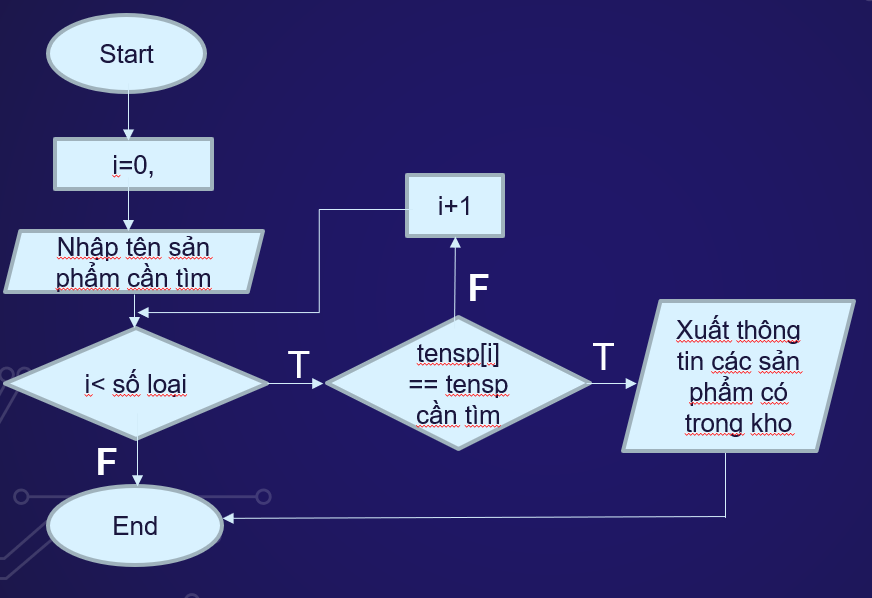 Start
i=0,
Nhập tên sản
phẩm cần tìm
i+1
F
i< số loại
T
tensp[i]
== tensp
cần tìm
T
Xuất thông
tin các sản
phẩm có
trong kho
F
End